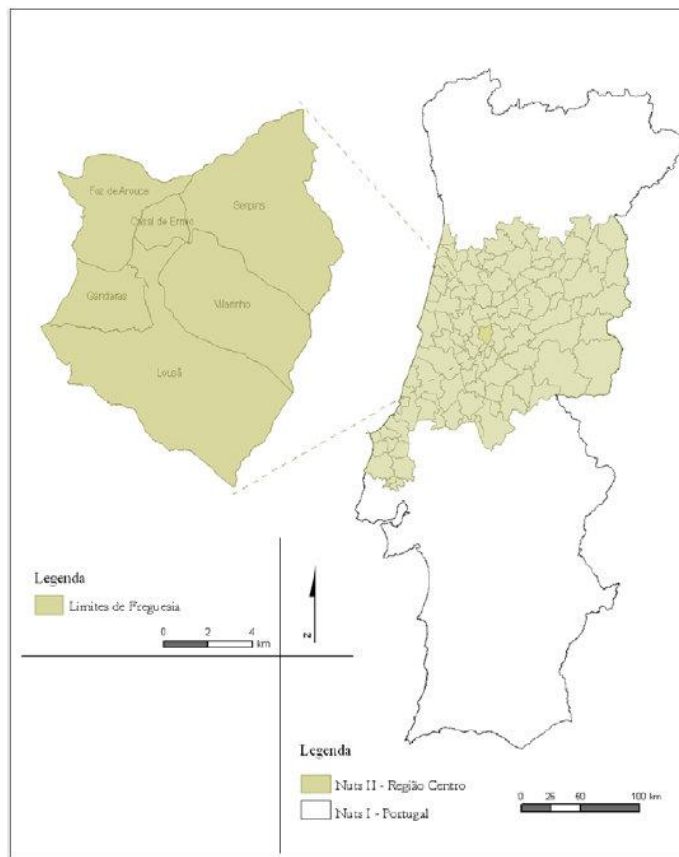 Foz de Arouce
Serpins
Casal de Ermio
Gândaras
Vilarinho
Lousã
Legenda
Limites de Freguesia
0 2 4
km
N
Legenda
Nuts II - Região Centro
Nuts I - Portugal
0 25 50 100
km